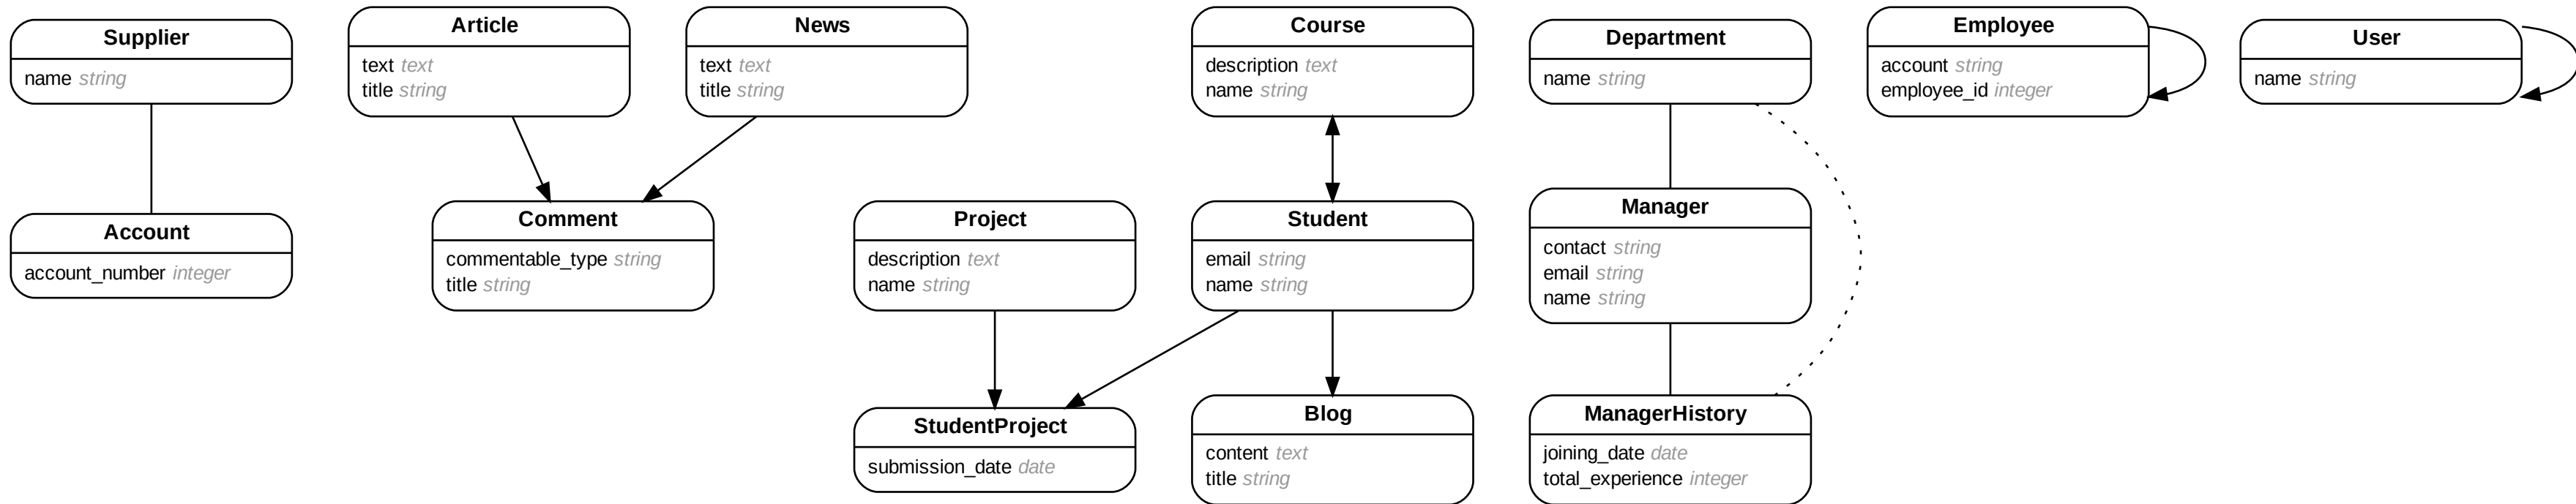 Supplier
name string
Account
account_number integer
Article
text text
title string
News
text text
title string
Comment
commentable_type string
title string
Project
description text
name string
StudentProject
submission_date date
Course
description text
name string
Student
email string
name string
Blog
content text
title string
Department
name string
Manager
contact string
email string
name string
ManagerHistory
joining_date date
total_experience integer
Employee
account string
employee_id integer
User
name string